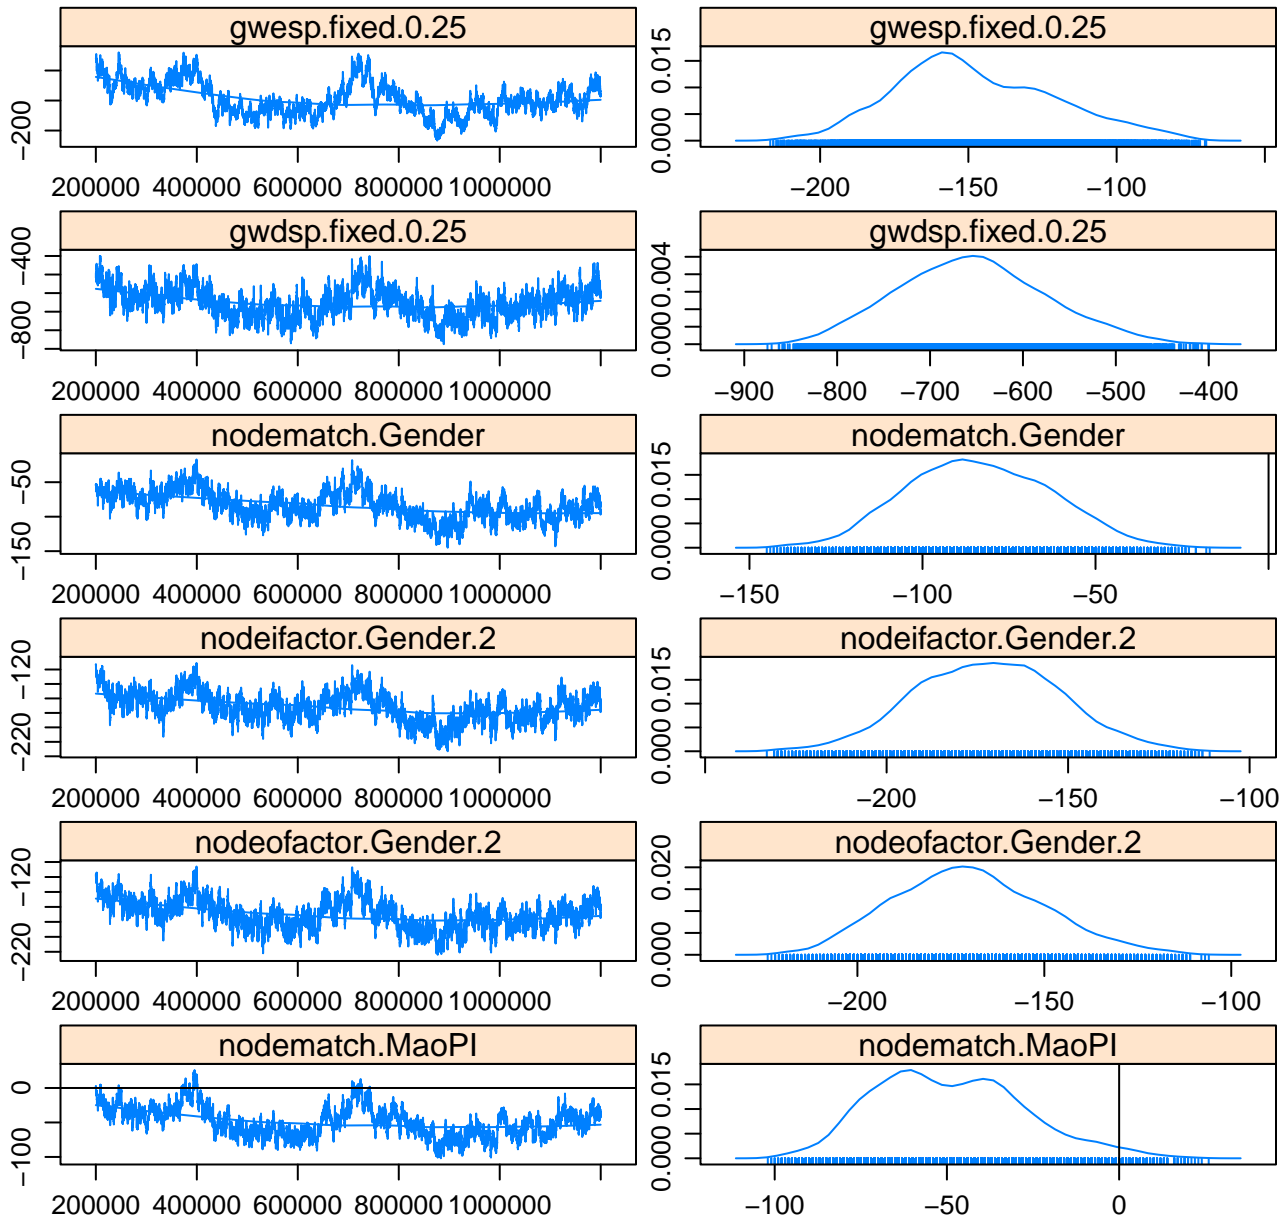 gwesp.fixed.0.25 gwesp.fixed.0.25
−200 0.000 0.015
200000 400000 600000 800000 1000000 −200 −150 −100
gwdsp.fixed.0.25 gwdsp.fixed.0.25
−800 −400 0.000 0.004
200000 400000 600000 800000 1000000 −900 −800 −700 −600 −500 −400
nodematch.Gender nodematch.Gender
−150 −50 0.000 0.015
200000 400000 600000 800000 1000000 −150 −100 −50
nodeifactor.Gender.2 nodeifactor.Gender.2
−220 −120 0.000 0.015
200000 400000 600000 800000 1000000 −200 −150 −100
nodeofactor.Gender.2 nodeofactor.Gender.2
−220 −120 0.000 0.020
200000 400000 600000 800000 1000000 −200 −150 −100
nodematch.MaoPI nodematch.MaoPI
−100 0 0.000 0.015
200000 400000 600000 800000 1000000 −100 −50 0